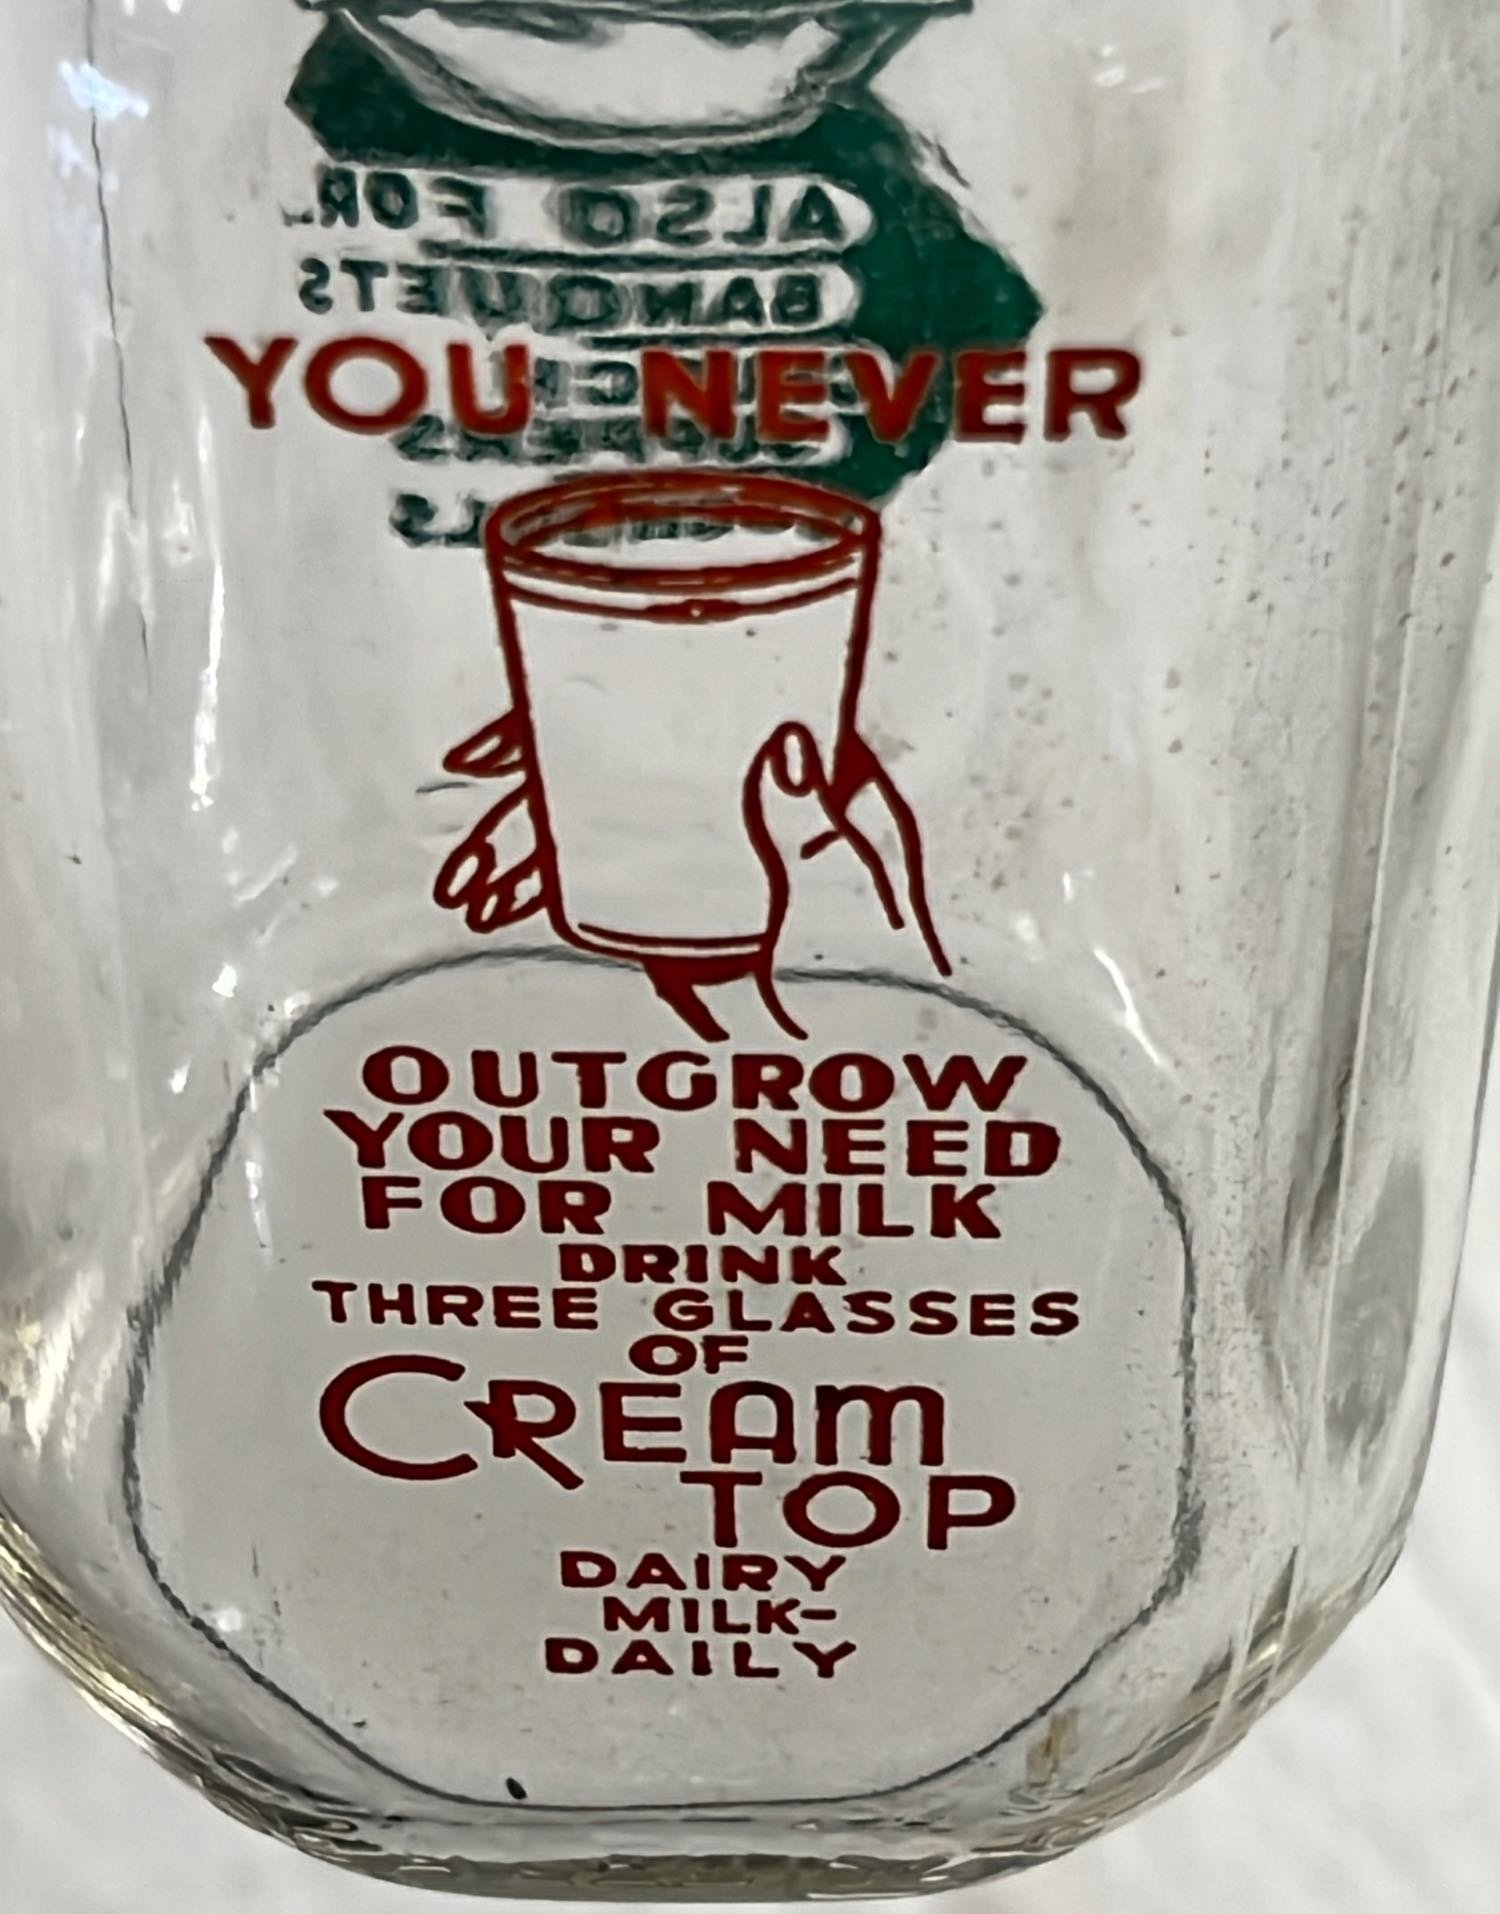 ALSO FOR...
BANQUETS
YOU NEVER
SUPPERS
OUTGROW
YOUR NEED
FOR MILK
DRINK
THREE GLASSES
OF
CREAM
TOP
DAIRY
MILK-
DAILY